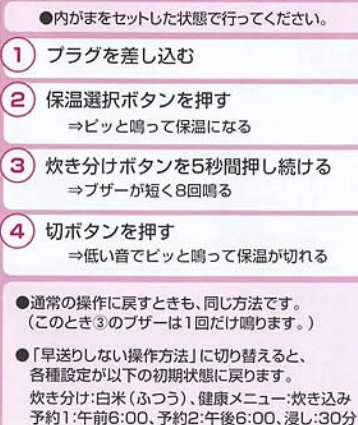 ●内がまをセットした状態で行ってください。
1 プラグを差し込む
2 保温選択ボタンを押す
⇒ピッと鳴って保温になる
3 炊き分けボタンを5秒間押し続ける
⇒ブザーが短く8回鳴る
4 切ボタンを押す
⇒低い音でピッと鳴って保温が切れる
●通常の操作に戻すときも、同じ方法です。
(このとき③のブザーは1回だけ鳴ります。)
●「早送りしない操作方法」に切り替えると、
各種設定が以下の初期状態に戻ります。
炊き分け:白米(ふつう)、健康メニュー:炊き込み
予約1:午前6:00、予約2:午後6:00、浸し:30分